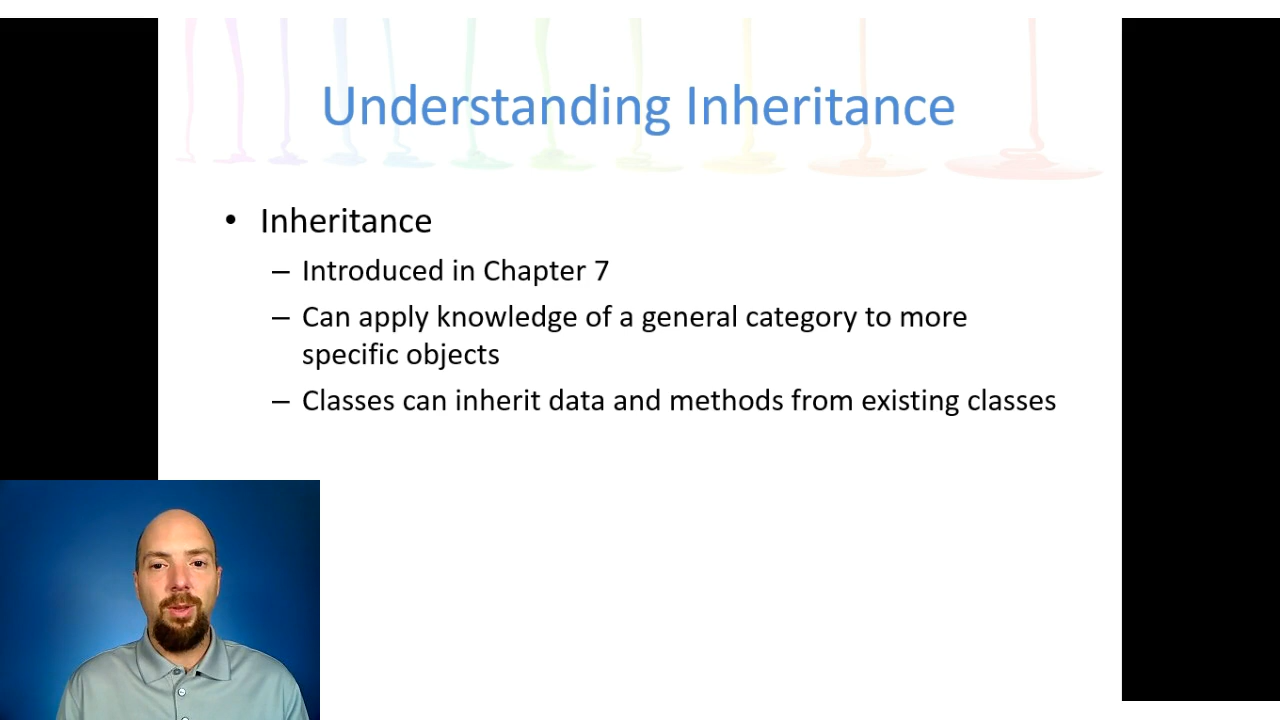 Understanding Inheritance
• Inheritance
– Introduced in Chapter 7
– Can apply knowledge of a general category to more
specific objects
– Classes can inherit data and methods from existing classes